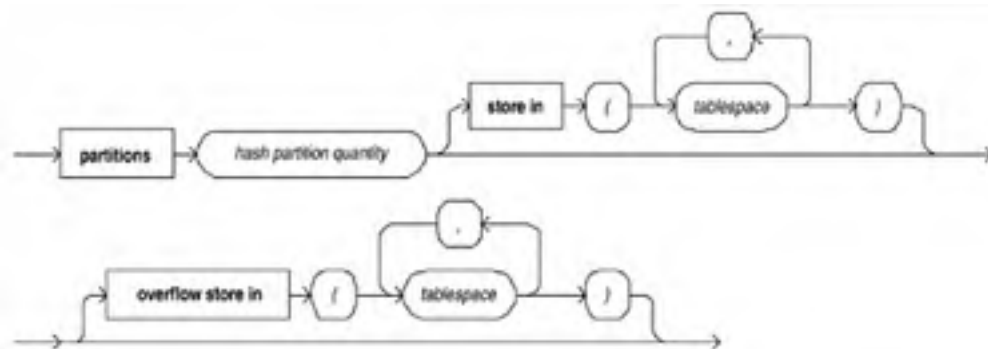 ,
store in ( tablespace )
partitions hash partition quantity
,
overflow store in ( tablespace )